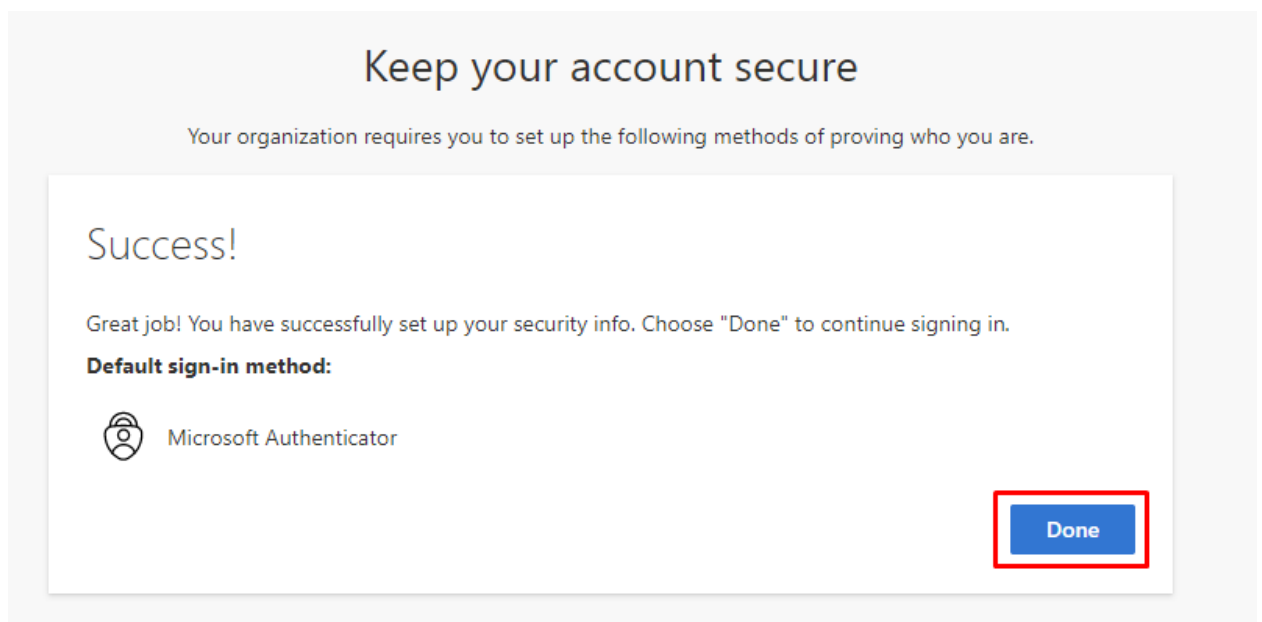 Keep your account secure
Your organization requires you to set up the following methods of proving who you are.
Success!
Great job! You have successfully set up your security info. Choose "Done" to continue signing in.
Default sign-in method:
Microsoft Authenticator
Done